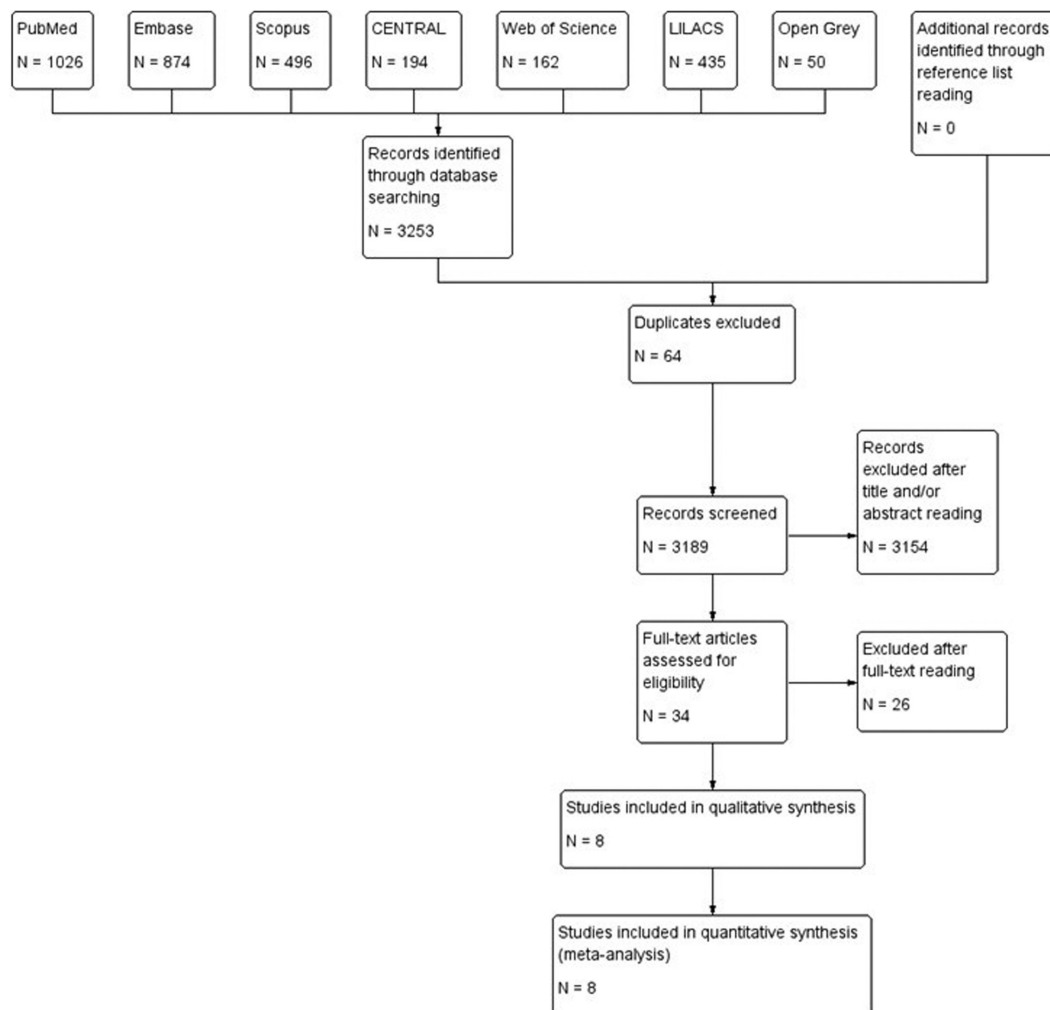 PubMed
N = 1026
Embase
N = 874
Scopus
N = 496
CENTRAL
N = 194
Web of Science
N = 162
LILACS
N = 435
Open Grey
N = 50
Additional records
identified through
reference list
reading
N = 0
Records identified
through database
searching
N = 3253
Duplicates excluded
N = 64
Records screened
N = 3189
Records
excluded after
title and/or
abstract reading
N = 3154
Full-text articles
assessed for
eligibility
N = 34
Excluded after
full-text reading
N = 26
Studies included in qualitative synthesis
N = 8
Studies included in quantitative synthesis
(meta-analysis)
N = 8